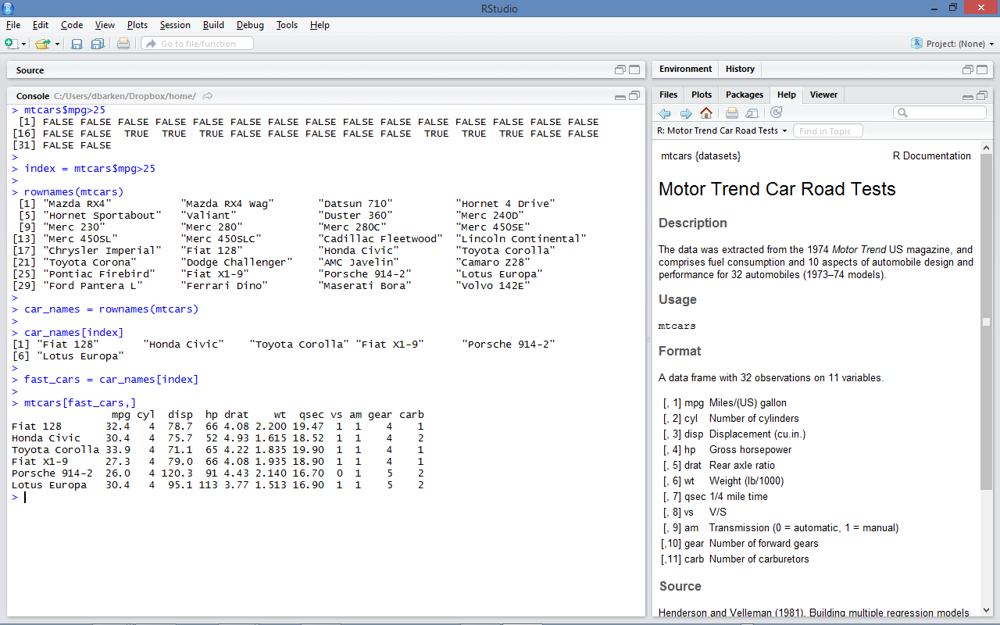 RStudio
File Edit Code View Plots Session Build Debug Tools Help
Go to file/function
Project: (None)
Source
Console C:/Users/dbarken/Dropbox/home/
> mtcars$mpg>25
[1] FALSE FALSE FALSE FALSE FALSE FALSE FALSE FALSE FALSE FALSE FALSE FALSE FALSE FALSE FALSE
[16] FALSE FALSE TRUE TRUE TRUE FALSE FALSE FALSE FALSE FALSE TRUE TRUE TRUE FALSE FALSE
[31] FALSE FALSE
>
> index = mtcars$mpg>25
>
> rownames(mtcars)
[1] "Mazda RX4" "Mazda RX4 Wag" "Datsun 710" "Hornet 4 Drive"
[5] "Hornet Sportabout" "Valiant" "Duster 360" "Merc 240D"
[9] "Merc 230" "Merc 280" "Merc 280C" "Merc 450SE"
[13] "Merc 450SL" "Merc 450SLC" "Cadillac Fleetwood" "Lincoln Continental"
[17] "Chrysler Imperial" "Fiat 128" "Honda Civic" "Toyota Corolla"
[21] "Toyota Corona" "Dodge Challenger" "AMC Javelin" "Camaro Z28"
[25] "Pontiac Firebird" "Fiat X1-9" "Porsche 914-2" "Lotus Europa"
[29] "Ford Pantera L" "Ferrari Dino" "Maserati Bora" "Volvo 142E"
>
> car_names = rownames(mtcars)
>
> car_names[index]
[1] "Fiat 128" "Honda Civic" "Toyota Corolla" "Fiat X1-9" "Porsche 914-2"
[6] "Lotus Europa"
>
> fast_cars = car_names[index]
>
> mtcars[fast_cars,]
mpg cyl disp hp drat wt qsec vs am gear carb
Fiat 128 32.4 4 78.7 66 4.08 2.200 19.47 1 1 4 1
Honda Civic 30.4 4 75.7 52 4.93 1.615 18.52 1 1 4 2
Toyota Corolla 33.9 4 71.1 65 4.22 1.835 19.90 1 1 4 1
Fiat X1-9 27.3 4 79.0 66 4.08 1.935 18.90 1 1 4 1
Porsche 914-2 26.0 4 120.3 91 4.43 2.140 16.70 0 1 5 2
Lotus Europa 30.4 4 95.1 113 3.77 1.513 16.90 1 1 5 2
>
Environment History
Files Plots Packages Help Viewer
R: Motor Trend Car Road Tests Find in Topic
mtcars {datasets} R Documentation
Motor Trend Car Road Tests
Description
The data was extracted from the 1974 Motor Trend US magazine, and
comprises fuel consumption and 10 aspects of automobile design and
performance for 32 automobiles (1973–74 models).
Usage
mtcars
Format
A data frame with 32 observations on 11 variables.
[, 1] mpg Miles/(US) gallon
[, 2] cyl Number of cylinders
[, 3] disp Displacement (cu.in.)
[, 4] hp Gross horsepower
[, 5] drat Rear axle ratio
[, 6] wt Weight (lb/1000)
[, 7] qsec 1/4 mile time
[, 8] vs V/S
[, 9] am Transmission (0 = automatic, 1 = manual)
[,10] gear Number of forward gears
[,11] carb Number of carburetors
Source
Henderson and Velleman (1981), Building multiple regression models